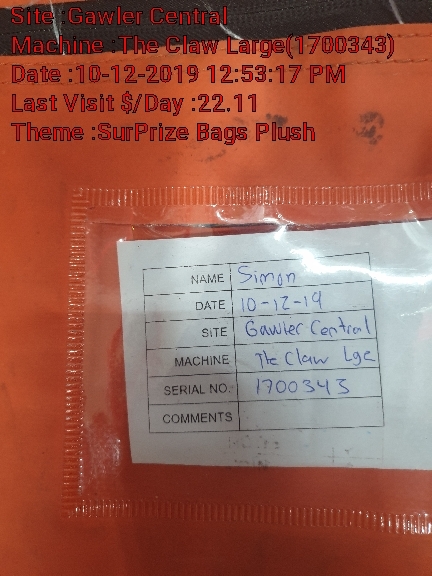 Site :Gawler Central
Machine :The Claw Large(1700343)
Date :10-12-2019 12:53:17 PM
Last Visit $/Day :22.11
Theme :SurPrize Bags Plush
NAME Simon
DATE 10-12-19
SITE Gawler Central
MACHINE The Claw Lge
SERIAL NO. 1700343
COMMENTS